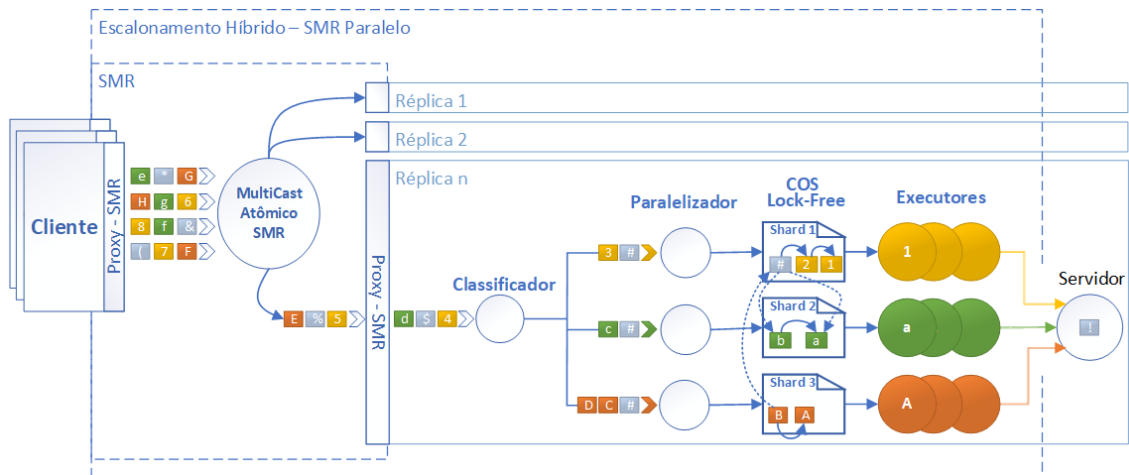 Escalonamento Híbrido – SMR Paralelo
SMR
Réplica 1
Réplica 2
Réplica n
Cliente
Proxy - SMR
e * G
H g 6
8 f &
( 7 F
MultiCast
Atômico
SMR
E % 5
Proxy - SMR
d $ 4
Classificador
3 #
c #
D C #
Paralelizador
COS
Lock-Free
Shard 1
# 2 1
Shard 2
b a
Shard 3
B A
Executores
1
a
A
Servidor
!